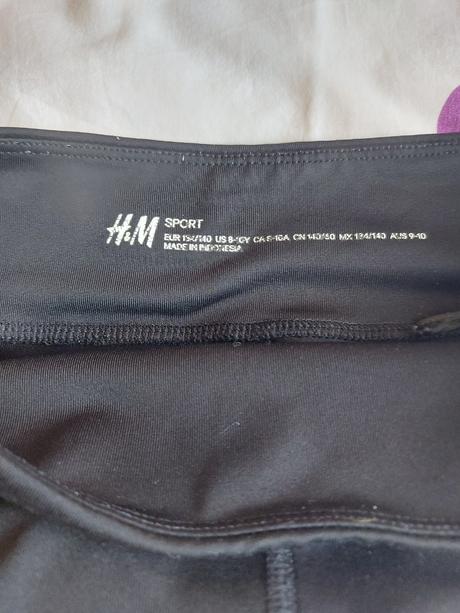 H&M SPORT
EUR 134/140 US 8-10Y CA 8-10A CN 140/60 MX 134/140 AUS 9-10
MADE IN INDONESIA